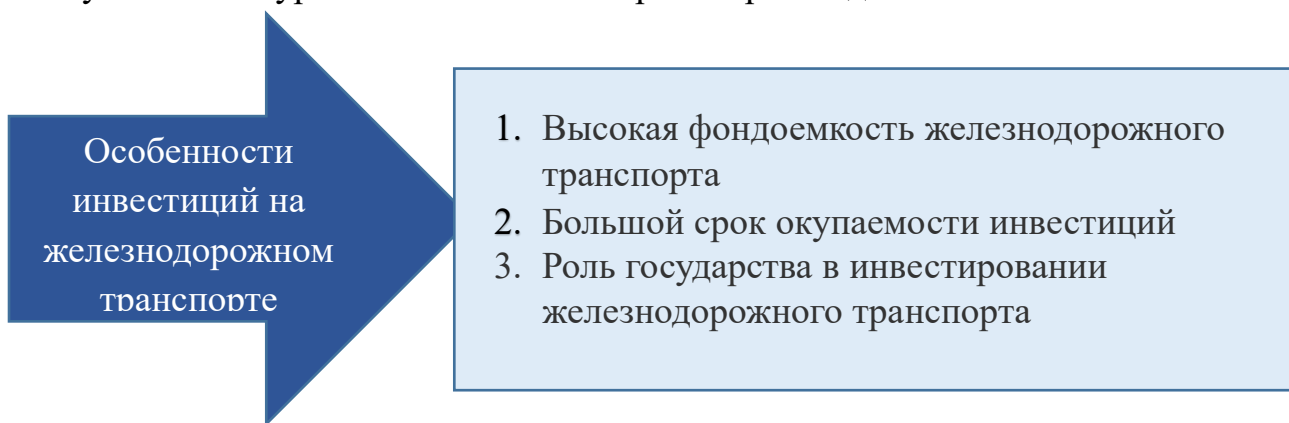 Особенности
инвестиций на
железнодорожном
транспорте
1. Высокая фондоемкость железнодорожного
транспорта
2. Большой срок окупаемости инвестиций
3. Роль государства в инвестировании
железнодорожного транспорта